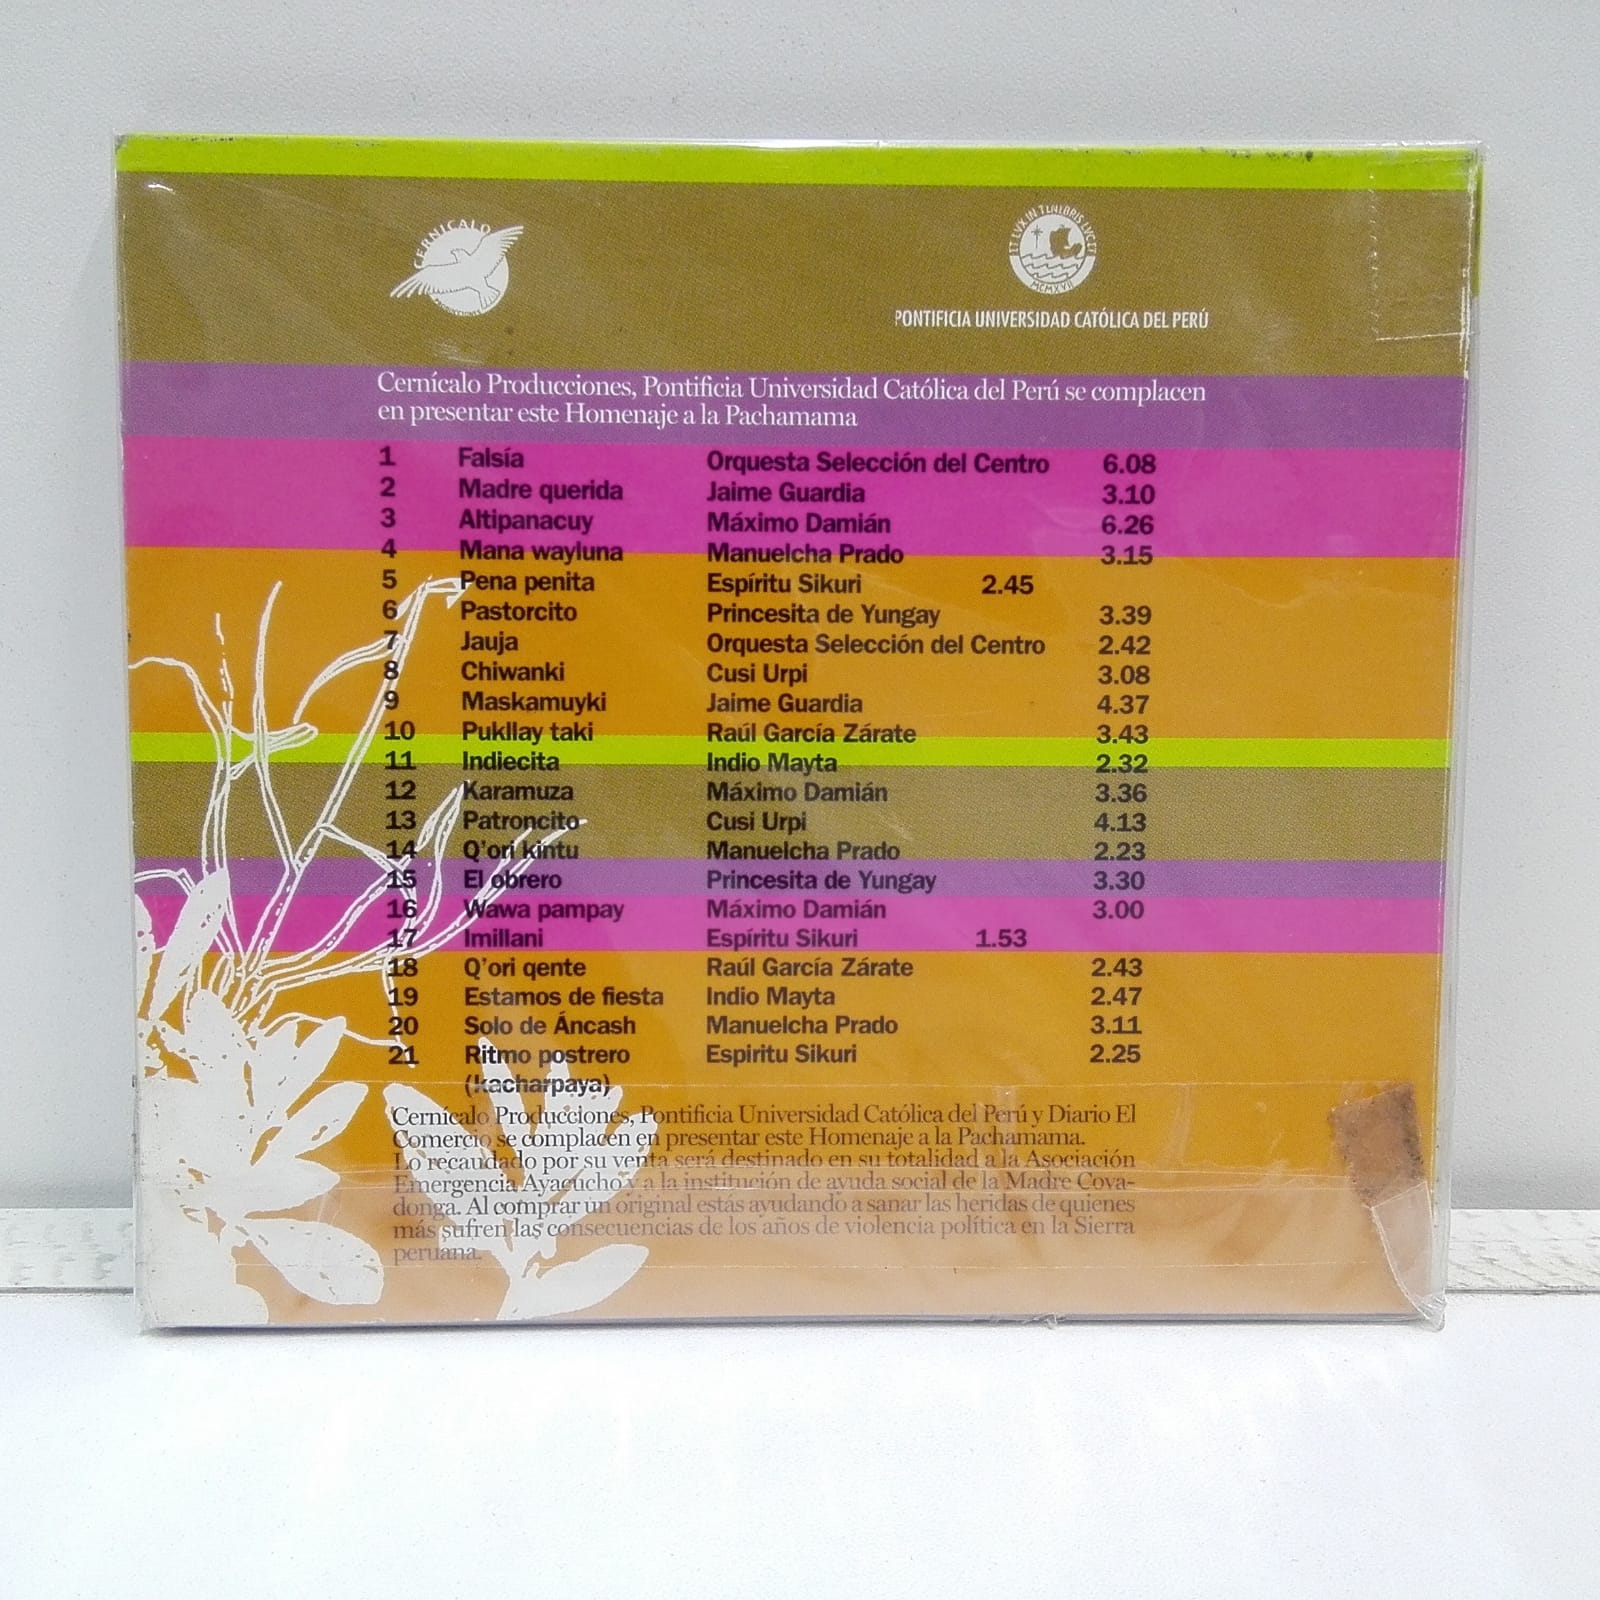 CERNICALO
ET LVX IN TENEBRIS LVCET
MCMXVII
PONTIFICIA UNIVERSIDAD CATÓLICA DEL PERÚ
Cernícalo Producciones, Pontificia Universidad Católica del Perú se complacen
en presentar este Homenaje a la Pachamama
1 Falsía Orquesta Selección del Centro 6.08
2 Madre querida Jaime Guardia 3.10
3 Altipanacuy Máximo Damián 6.26
4 Mana wayluna Manuelcha Prado 3.15
5 Pena penita Espíritu Sikuri 2.45
6 Pastorcito Princesita de Yungay 3.39
7 Jauja Orquesta Selección del Centro 2.42
8 Chiwanki Cusi Urpi 3.08
9 Maskamuyki Jaime Guardia 4.37
10 Pukllay taki Raúl García Zárate 3.43
11 Indiecita Indio Mayta 2.32
12 Karamuza Máximo Damián 3.36
13 Patroncito Cusi Urpi 4.13
14 Q'ori kintu Manuelcha Prado 2.23
15 El obrero Princesita de Yungay 3.30
16 Wawa pampay Máximo Damián 3.00
17 Imillani Espíritu Sikuri 1.53
18 Q'ori qente Raúl García Zárate 2.43
19 Estamos de fiesta Indio Mayta 2.47
20 Solo de Áncash Manuelcha Prado 3.11
21 Ritmo postrero Espiritu Sikuri 2.25
(kacharpaya)
Cernícalo Producciones, Pontificia Universidad Católica del Perú y Diario El
Comercio se complacen en presentar este Homenaje a la Pachamama.
Lo recaudado por su venta será destinado en su totalidad a la Asociación
Emergencia Ayacucho y a la institución de ayuda social de la Madre Cova-
donga. Al comprar un original estás ayudando a sanar las heridas de quienes
más sufren las consecuencias de los años de violencia política en la Sierra
peruana.